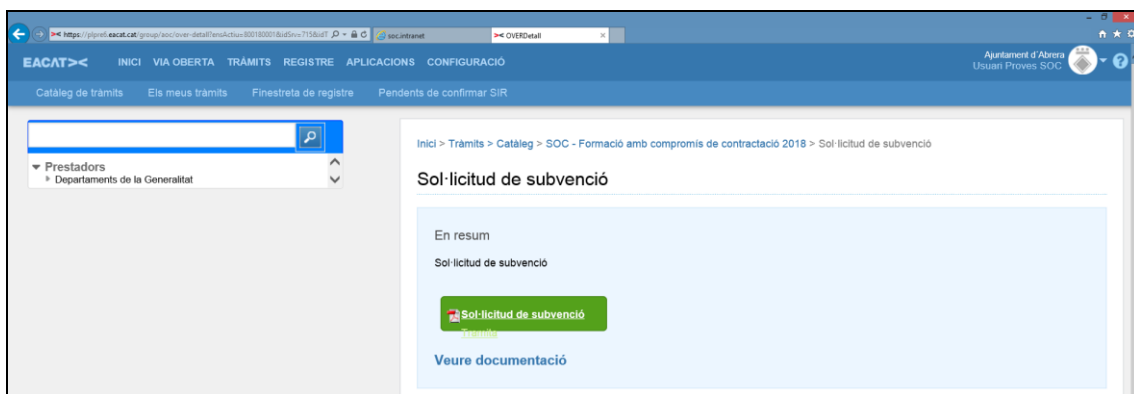 https://plpre6.eacat.cat/group/aoc/over-detall?ensActiu=800180001&idSrv=715&idT
soc.intranet
OVERDetall
EACAT
INICI VIA OBERTA TRÀMITS REGISTRE APLICACIONS CONFIGURACIÓ
Ajuntament d'Abrera
Usuari Proves SOC
Catàleg de tràmits Els meus tràmits Finestreta de registre Pendents de confirmar SIR
Prestadors
Departaments de la Generalitat
Inici > Tràmits > Catàleg > SOC - Formació amb compromís de contractació 2018 > Sol·licitud de subvenció
Sol·licitud de subvenció
En resum
Sol·licitud de subvenció
Sol·licitud de subvenció
Tramita
Veure documentació